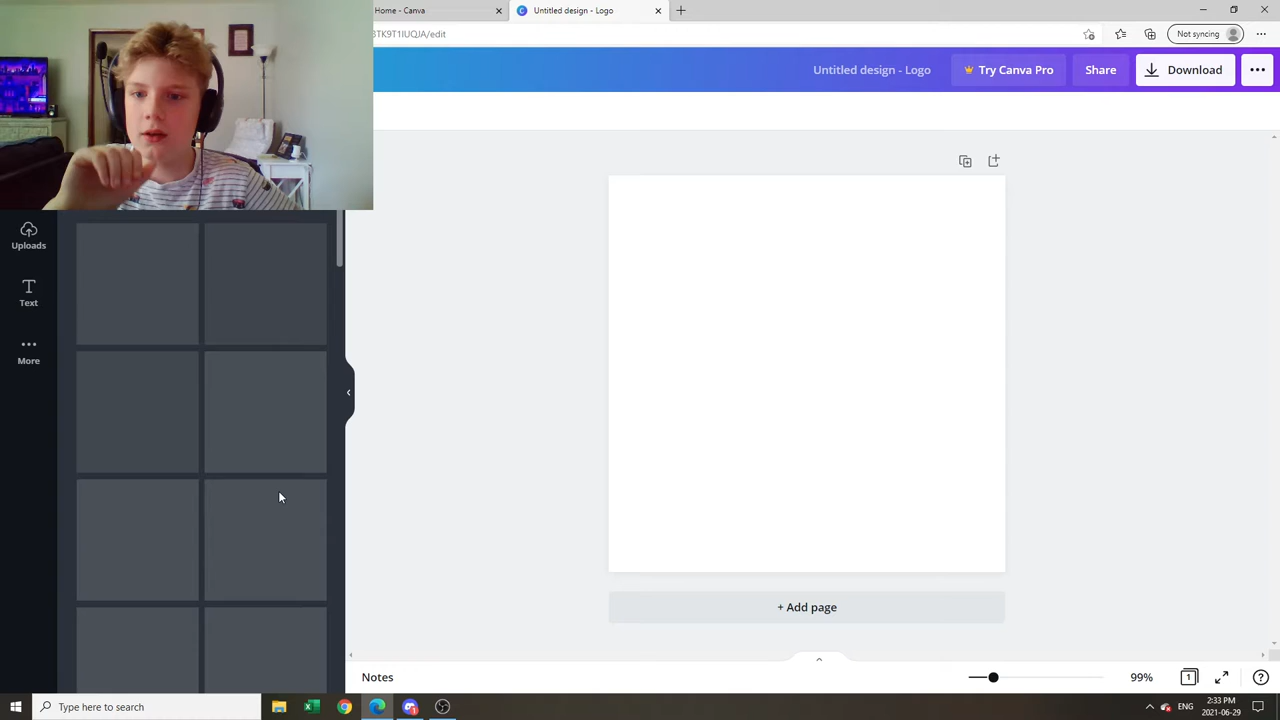 Home - Canva
Untitled design - Logo
3TK9T1IUQJA/edit
Not syncing
Untitled design - Logo
Try Canva Pro
Share
Download
Uploads
Text
More
+ Add page
Notes
99%
1
Type here to search
ENG
2:33 PM
2021-06-29